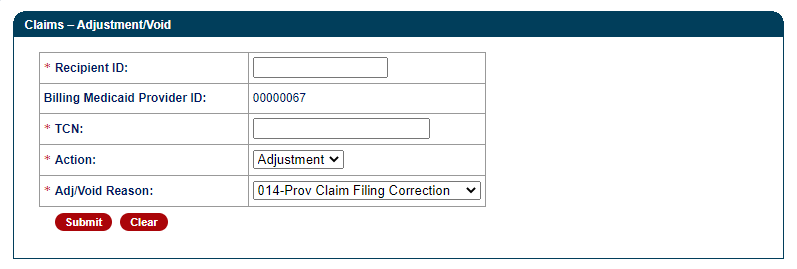 Claims – Adjustment/Void
* Recipient ID:
Billing Medicaid Provider ID: 00000067
* TCN:
* Action: Adjustment
* Adj/Void Reason: 014-Prov Claim Filing Correction
Submit Clear